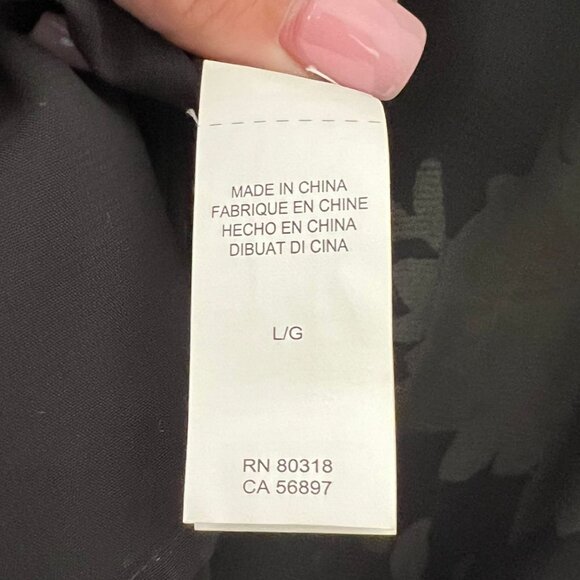 MADE IN CHINA
FABRIQUE EN CHINE
HECHO EN CHINA
DIBUAT DI CINA
L/G
RN 80318
CA 56897